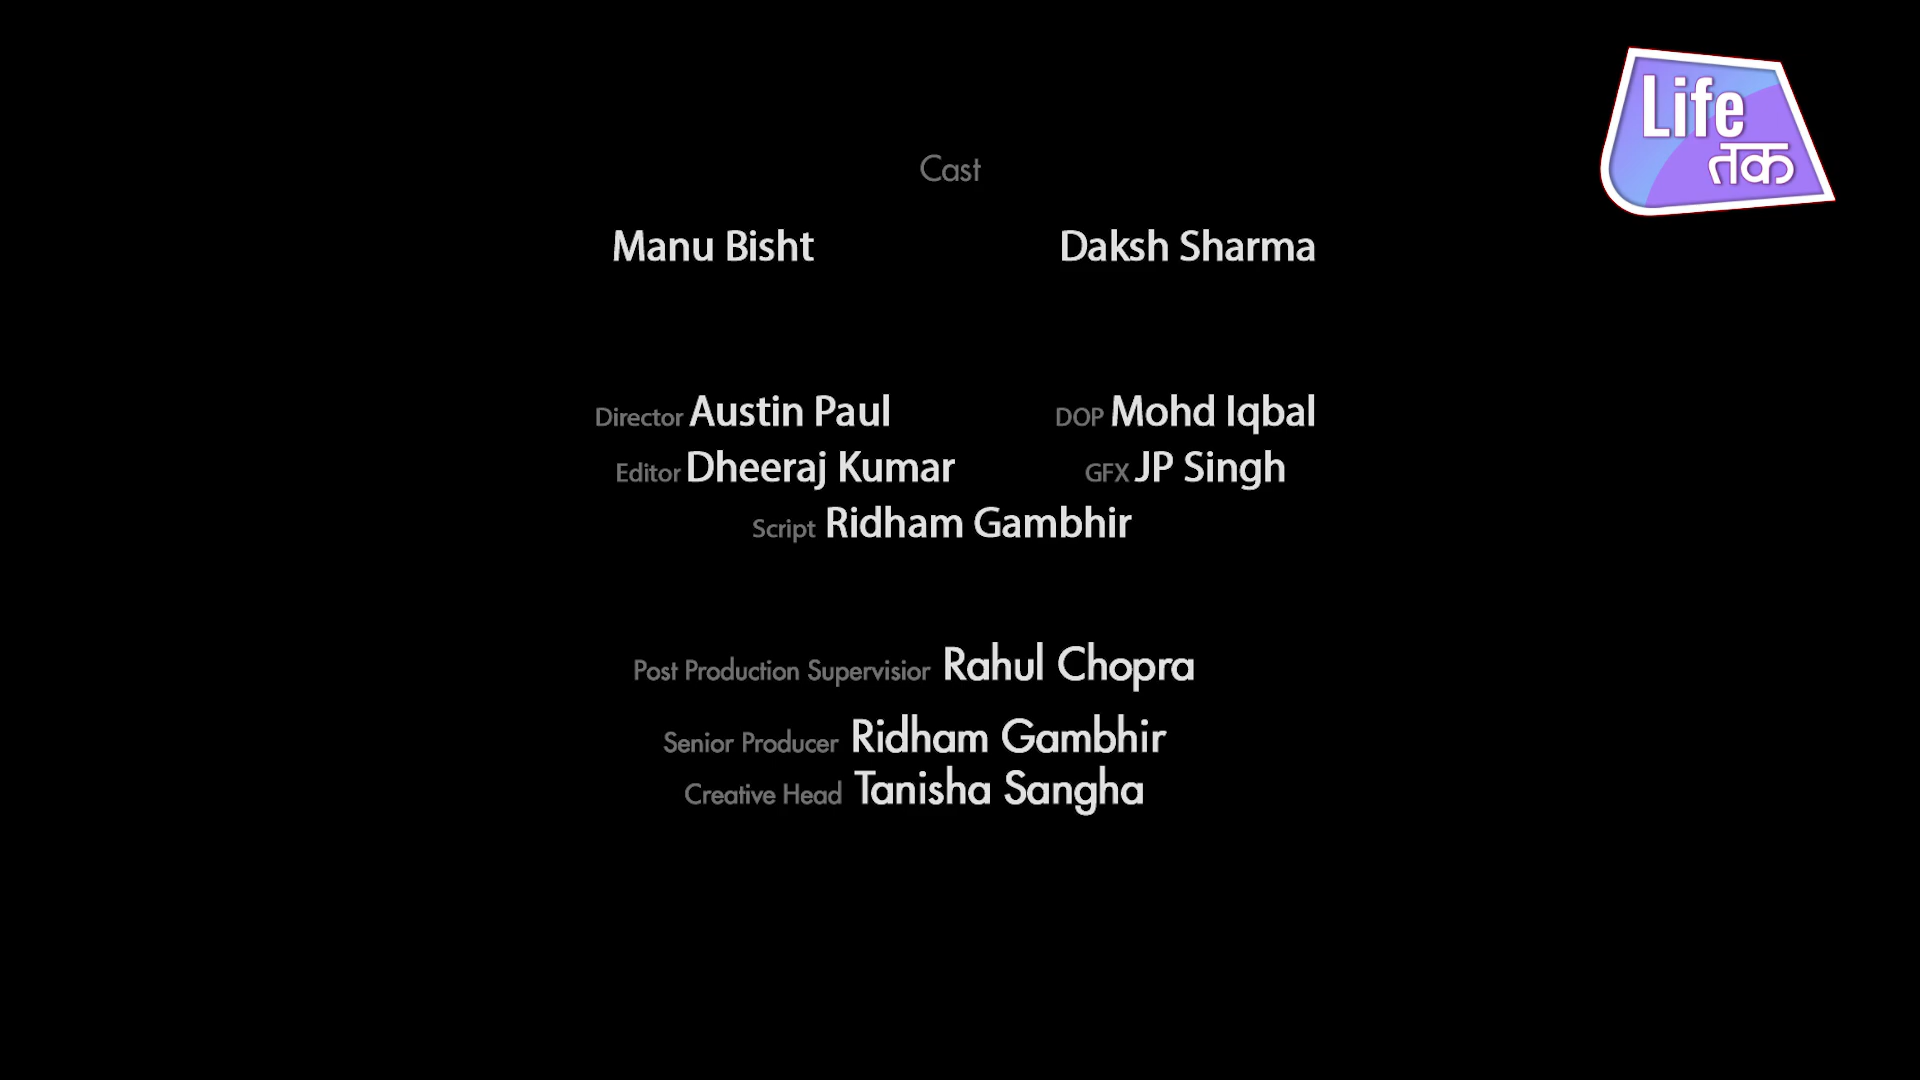 Life
तक
Cast
Manu Bisht Daksh Sharma
Director Austin Paul DOP Mohd Iqbal
Editor Dheeraj Kumar GFX JP Singh
Script Ridham Gambhir
Post Production Supervisior Rahul Chopra
Senior Producer Ridham Gambhir
Creative Head Tanisha Sangha